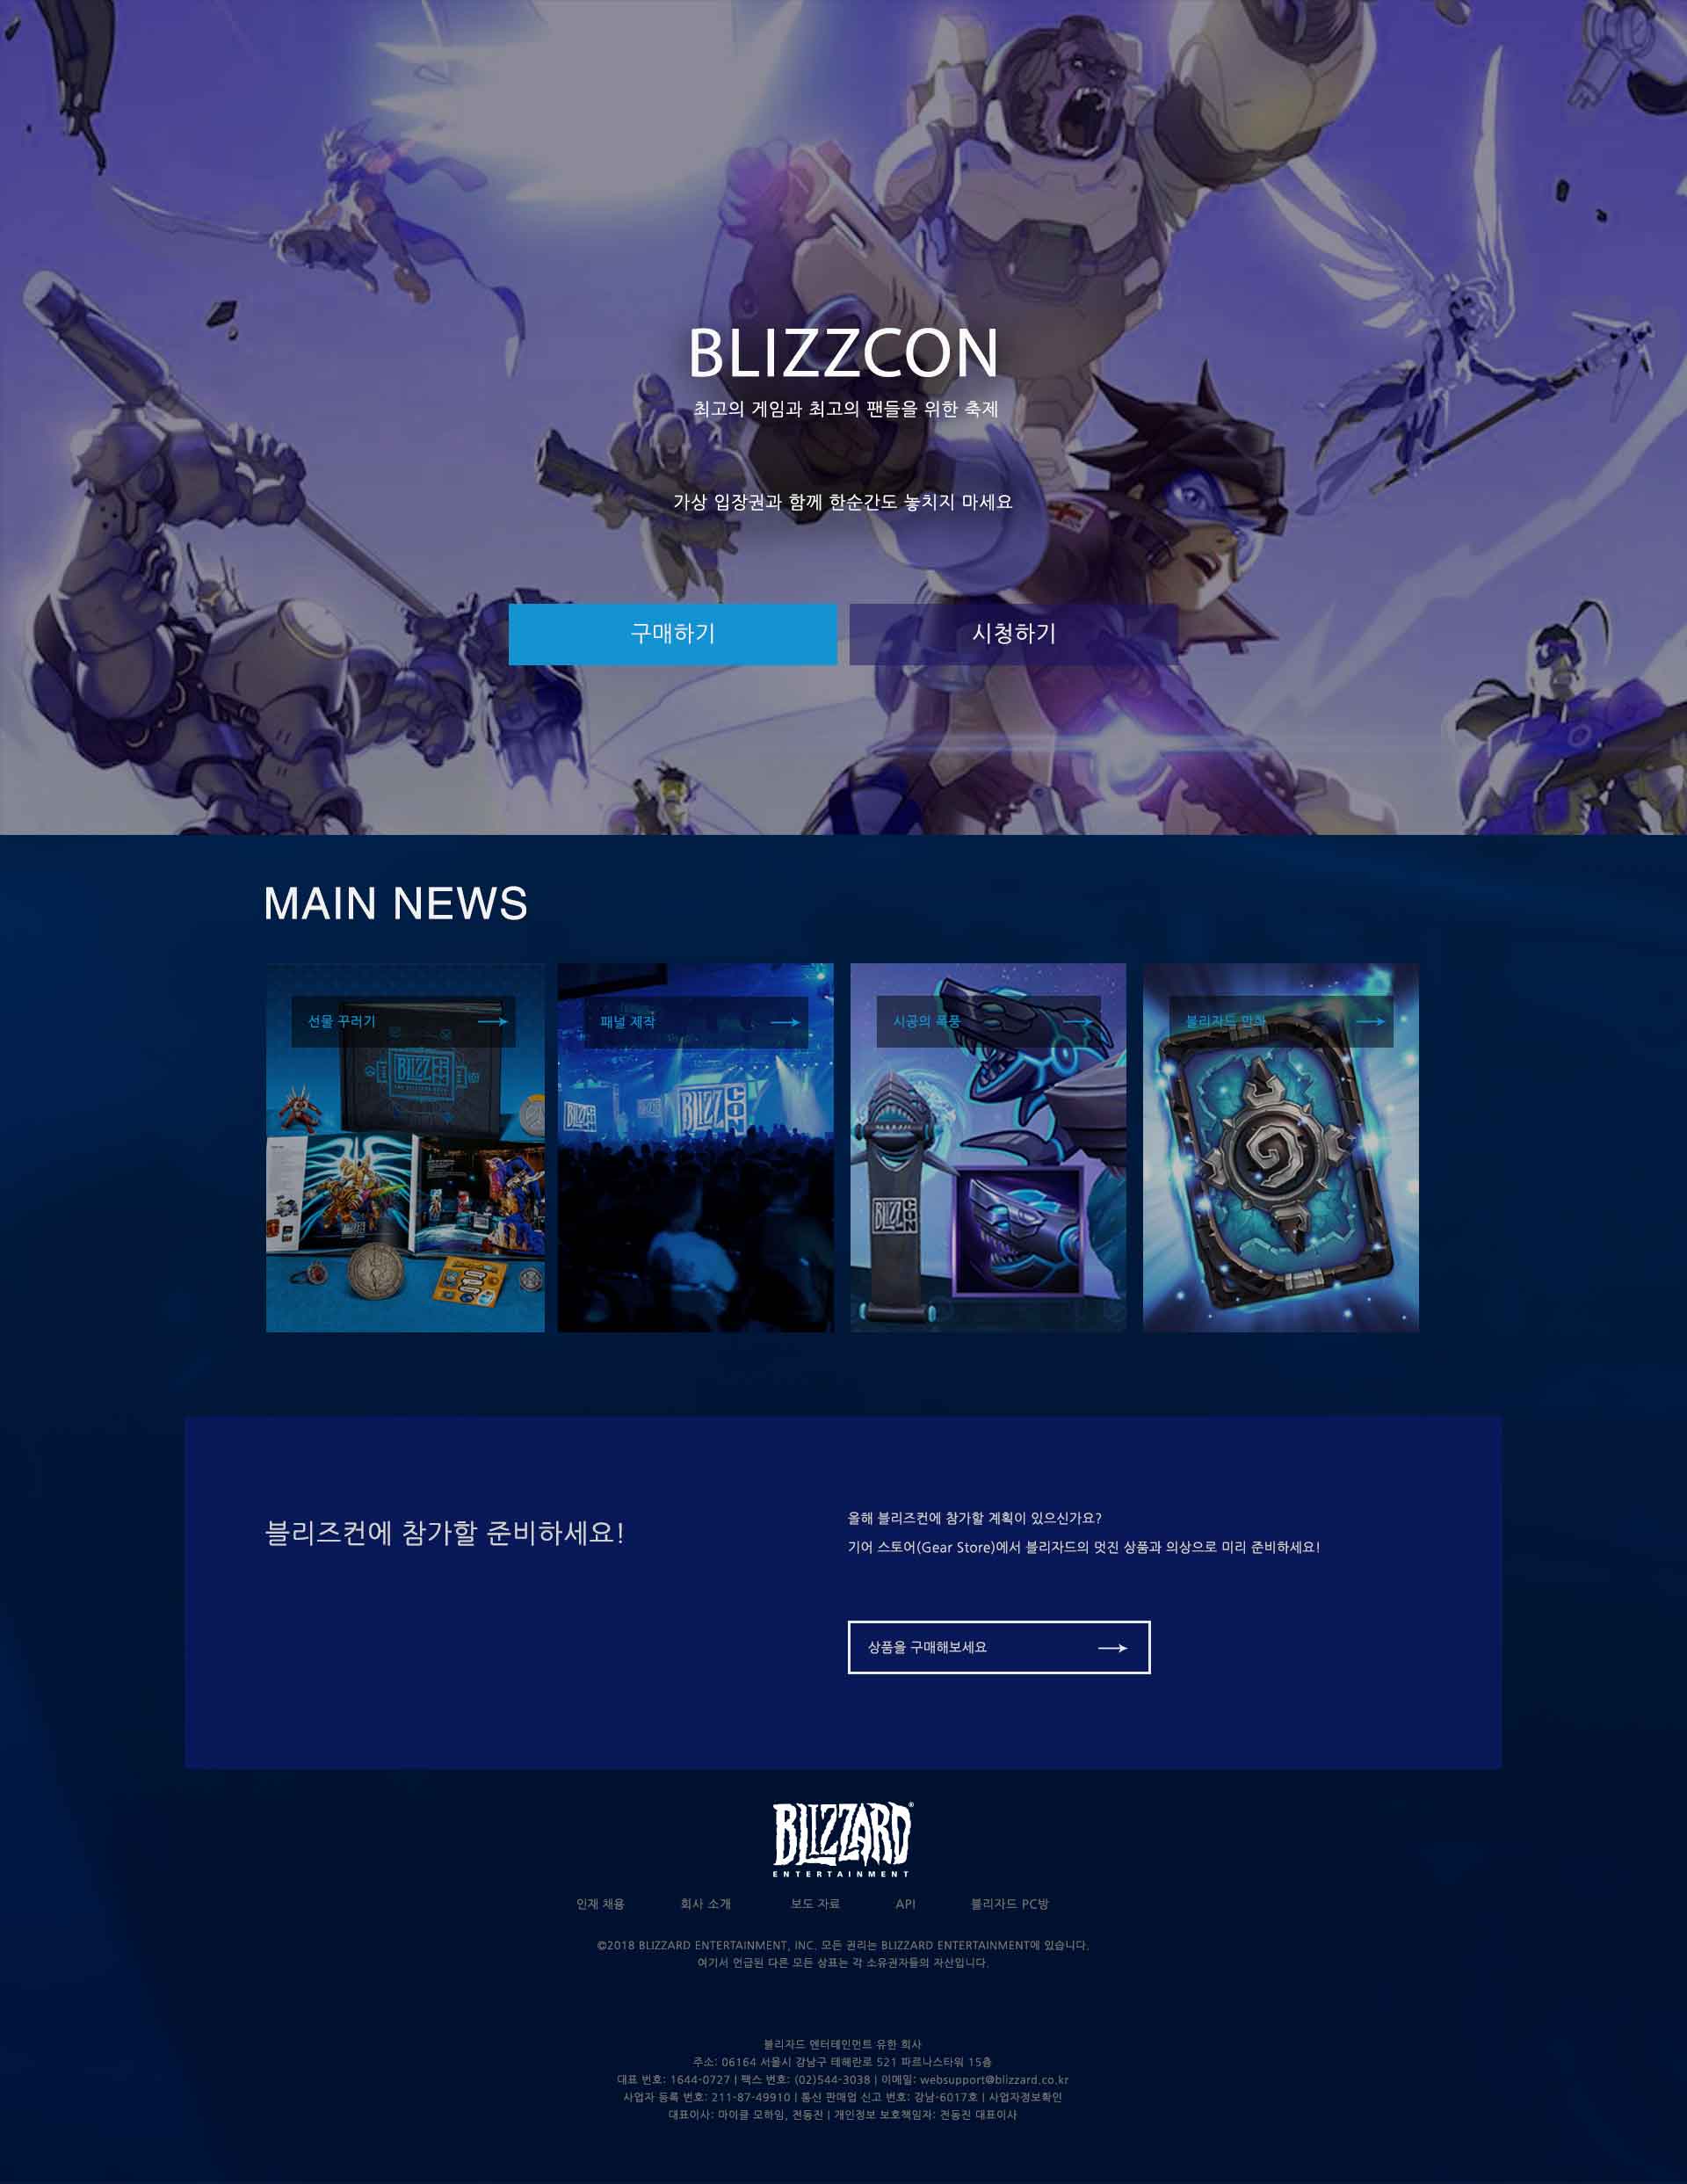 BLIZZCON
최고의 게임과 최고의 팬들을 위한 축제
가상 입장권과 함께 한순간도 놓치지 마세요
구매하기
시청하기
MAIN NEWS
선물 꾸러기
패널 제작
시공의 폭풍
블리자드 만화
BLIZZCON
BLIZZCON
BLIZZCON
BLIZZCON
블리즈컨에 참가할 준비하세요!
올해 블리즈컨에 참가할 계획이 있으신가요?
기어 스토어(Gear Store)에서 블리자드의 멋진 상품과 의상으로 미리 준비하세요!
상품을 구매해보세요
BLIZZARD®
ENTERTAINMENT
인재 채용 회사 소개 보도 자료 API 블리자드 PC방
©2018 BLIZZARD ENTERTAINMENT, INC. 모든 권리는 BLIZZARD ENTERTAINMENT에 있습니다.
여기서 언급된 다른 모든 상표는 각 소유권자들의 자산입니다.
블리자드 엔터테인먼트 유한 회사
주소: 06164 서울시 강남구 테헤란로 521 파르나스타워 15층
대표 번호: 1644-0727 | 팩스 번호: (02)544-3038 | 이메일: websupport@blizzard.co.kr
사업자 등록 번호: 211-87-49910 | 통신 판매업 신고 번호: 강남-6017호 | 사업자정보확인
대표이사: 마이클 모하임, 전동진 | 개인정보 보호책임자: 전동진 대표이사